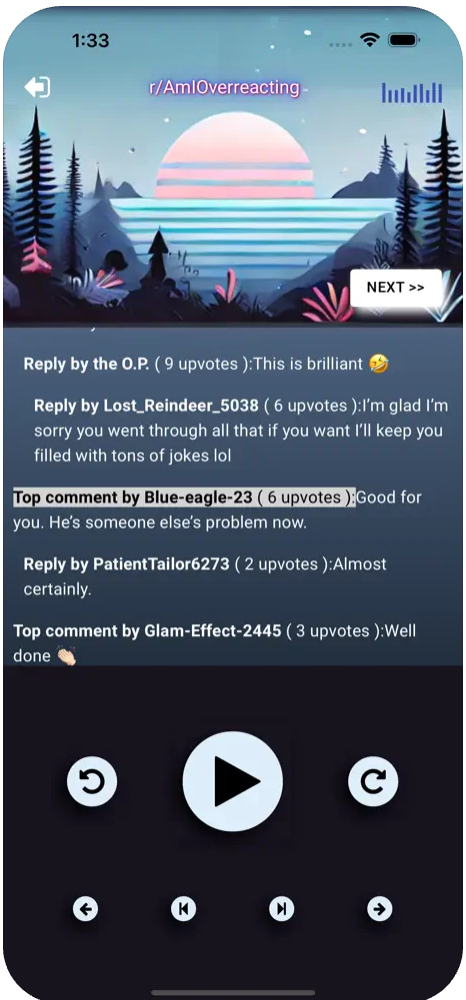 1:33
r/AmIOverreacting
NEXT >>
Reply by the O.P. ( 9 upvotes ):This is brilliant 🤣
Reply by Lost_Reindeer_5038 ( 6 upvotes ):I’m glad I’m
sorry you went through all that if you want I’ll keep you
filled with tons of jokes lol
Top comment by Blue-eagle-23 ( 6 upvotes ):Good for
you. He’s someone else’s problem now.
Reply by PatientTailor6273 ( 2 upvotes ):Almost
certainly.
Top comment by Glam-Effect-2445 ( 3 upvotes ):Well
done 👏🏻